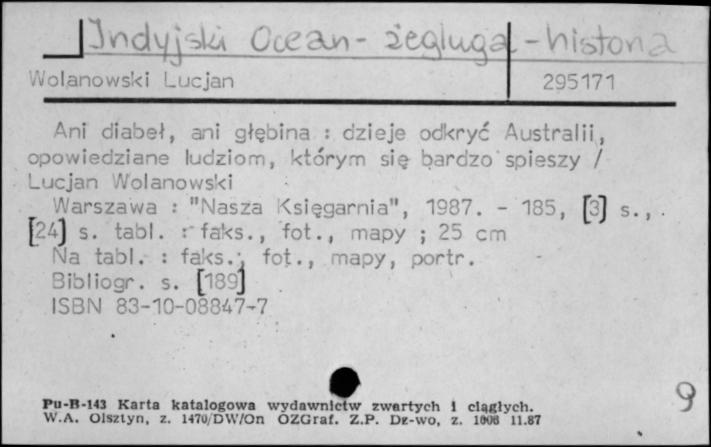 Indyjski Ocean - żegluga - historia
Wolanowski Lucjan 295171
Ani diabeł, ani głębina : dzieje odkryć Australii,
opowiedziane ludziom, którym się bardzo spieszy /
Lucjan Wolanowski
Warszawa : "Nasza Księgarnia", 1987. - 185, [3] s.,
[24] s. tabl. : faks., fot., mapy ; 25 cm
Na tabl. : faks., fot., mapy, portr.
Bibliogr. s. [189]
ISBN 83-10-08847-7
9
Pu-B-143 Karta katalogowa wydawnictw zwartych i ciągłych.
W.A. Olsztyn, z. 1470/DW/On OZGraf. Z.P. Dz-wo, z. 1006 11.87